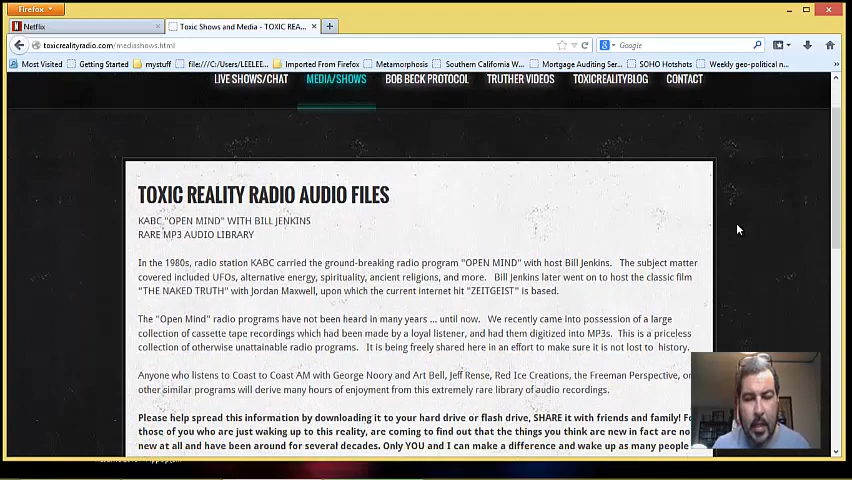 Firefox
Netflix
Toxic Shows and Media - TOXIC REA...
toxicrealityradio.com/mediashows.html
Google
Most Visited
Getting Started
mystuff
file:///C:/Users/LEELEE...
Imported From Firefox
Metamorphosis
Southern California W...
Mortgage Auditing Ser...
SOHO Hotshots
Weekly geo-political n...
LIVE SHOWS/CHAT
MEDIA/SHOWS
BOB BECK PROTOCOL
TRUTHER VIDEOS
TOXICREALITYBLOG
CONTACT
TOXIC REALITY RADIO AUDIO FILES
KABC "OPEN MIND" WITH BILL JENKINS
RARE MP3 AUDIO LIBRARY
In the 1980s, radio station KABC carried the ground-breaking radio program "OPEN MIND" with host Bill Jenkins. The subject matter
covered included UFOs, alternative energy, spirituality, ancient religions, and more. Bill Jenkins later went on to host the classic film
"THE NAKED TRUTH" with Jordan Maxwell, upon which the current internet hit "ZEITGEIST" is based.
The "Open Mind" radio programs have not been heard in many years ... until now. We recently came into possession of a large
collection of cassette tape recordings which had been made by a loyal listener, and had them digitized into MP3s. This is a priceless
collection of otherwise unattainable radio programs. It is being freely shared here in an effort to make sure it is not lost to history.
Anyone who listens to Coast to Coast AM with George Noory and Art Bell, Jeff Rense, Red Ice Creations, the Freeman Perspective, or
other similar programs will derive many hours of enjoyment from this extremely rare library of audio recordings.
Please help spread this information by downloading it to your hard drive or flash drive, SHARE it with friends and family!
those of you who are just waking up to this reality, are coming to find out that the things you think are new in fact are no
new at all and have been around for several decades. Only YOU and I can make a difference and wake up as many people